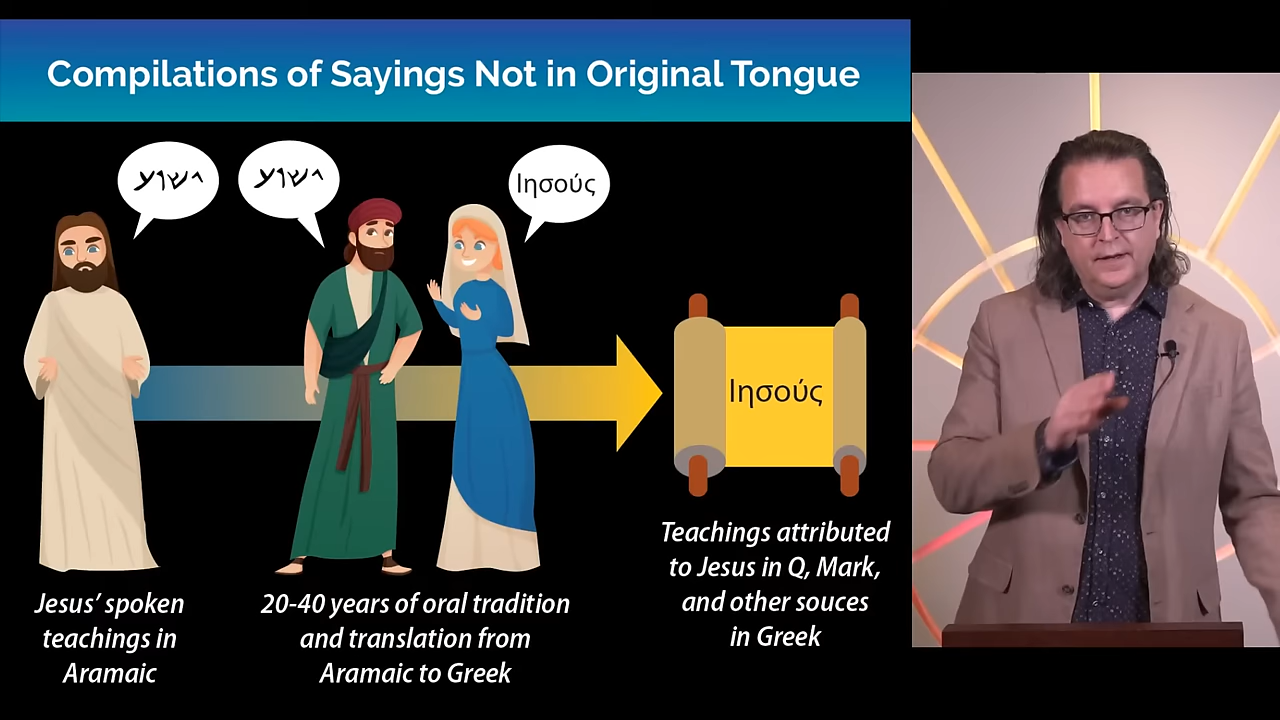 Compilations of Sayings Not in Original Tongue
ישוע
ישוע
Ιησούς
Ιησούς
Jesus’ spoken
teachings in
Aramaic
20-40 years of oral tradition
and translation from
Aramaic to Greek
Teachings attributed
to Jesus in Q, Mark,
and other souces
in Greek